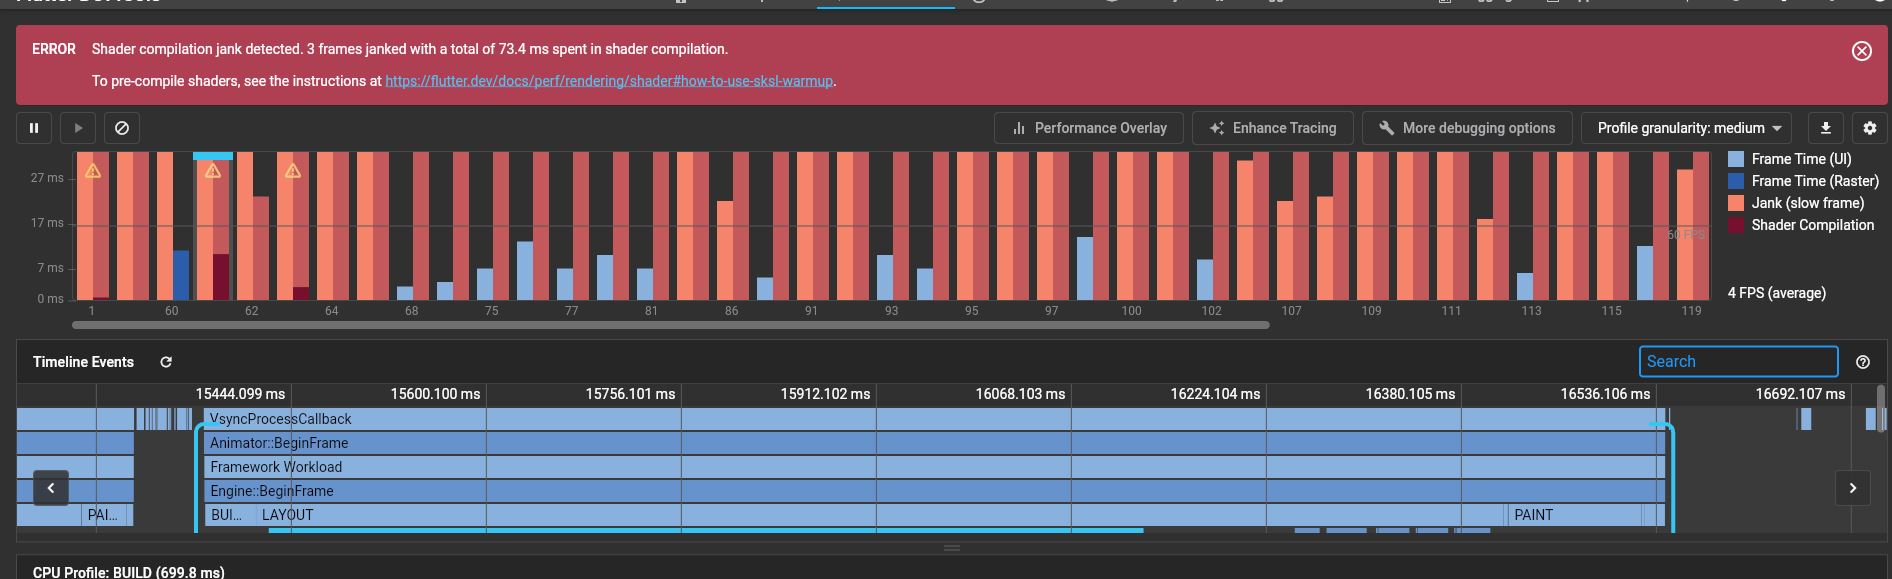 ERROR Shader compilation jank detected. 3 frames janked with a total of 73.4 ms spent in shader compilation.
To pre-compile shaders, see the instructions at https://flutter.dev/docs/perf/rendering/shader#how-to-use-sksl-warmup.
Performance Overlay Enhance Tracing More debugging options Profile granularity: medium
27 ms
17 ms
7 ms
0 ms
60 FPS
1 60 62 64 68 75 77 81 86 91 93 95 97 100 102 107 109 111 113 115 119
Frame Time (UI)
Frame Time (Raster)
Jank (slow frame)
Shader Compilation
4 FPS (average)
Timeline Events Search
15444.099 ms 15600.100 ms 15756.101 ms 15912.102 ms 16068.103 ms 16224.104 ms 16380.105 ms 16536.106 ms 16692.107 ms
VsyncProcessCallback
Animator::BeginFrame
Framework Workload
Engine::BeginFrame
PAI... BUI... LAYOUT PAINT
CPU Profile: BUILD (699.8 ms)